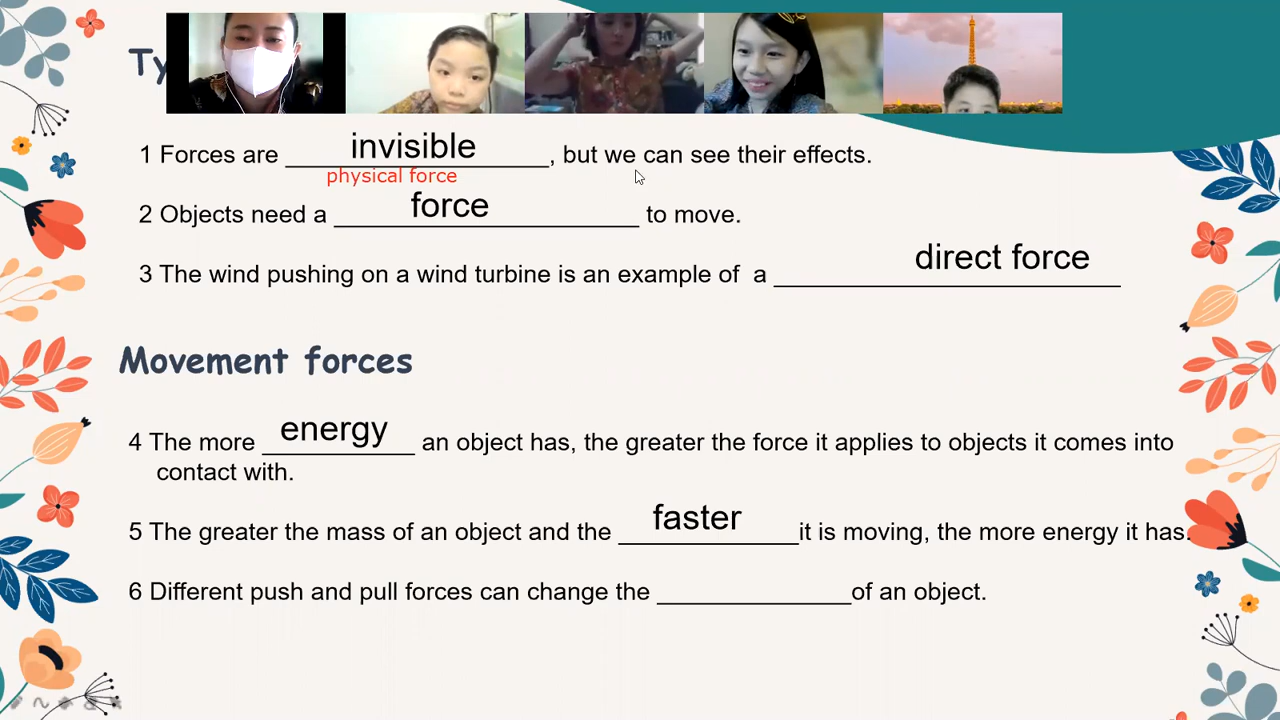 Ty
1 Forces are invisible, but we can see their effects.
physical force
2 Objects need a force to move.
3 The wind pushing on a wind turbine is an example of a direct force
Movement forces
4 The more energy an object has, the greater the force it applies to objects it comes into
contact with.
5 The greater the mass of an object and the faster it is moving, the more energy it has.
6 Different push and pull forces can change the ______________of an object.